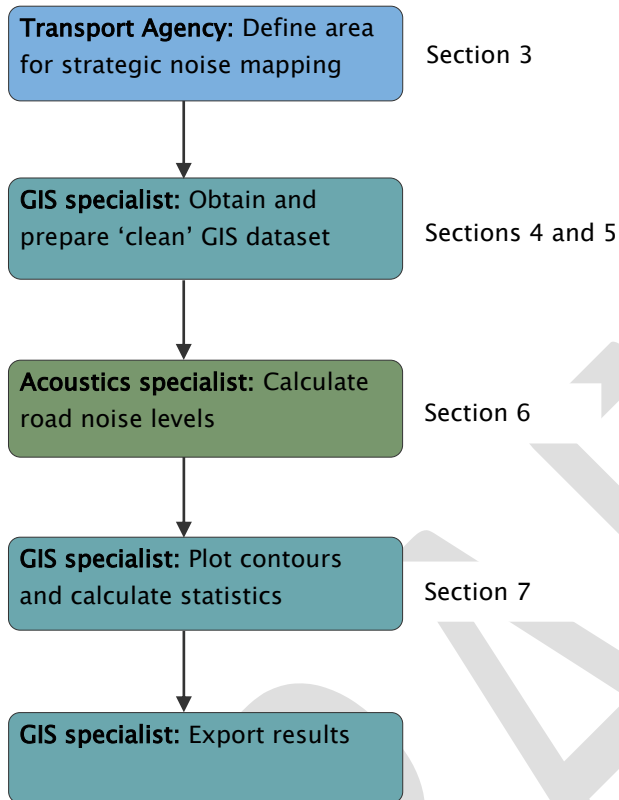 Transport Agency: Define area
for strategic noise mapping
Section 3
GIS specialist: Obtain and
prepare ‘clean’ GIS dataset
Sections 4 and 5
Acoustics specialist: Calculate
road noise levels
Section 6
GIS specialist: Plot contours
and calculate statistics
Section 7
GIS specialist: Export results